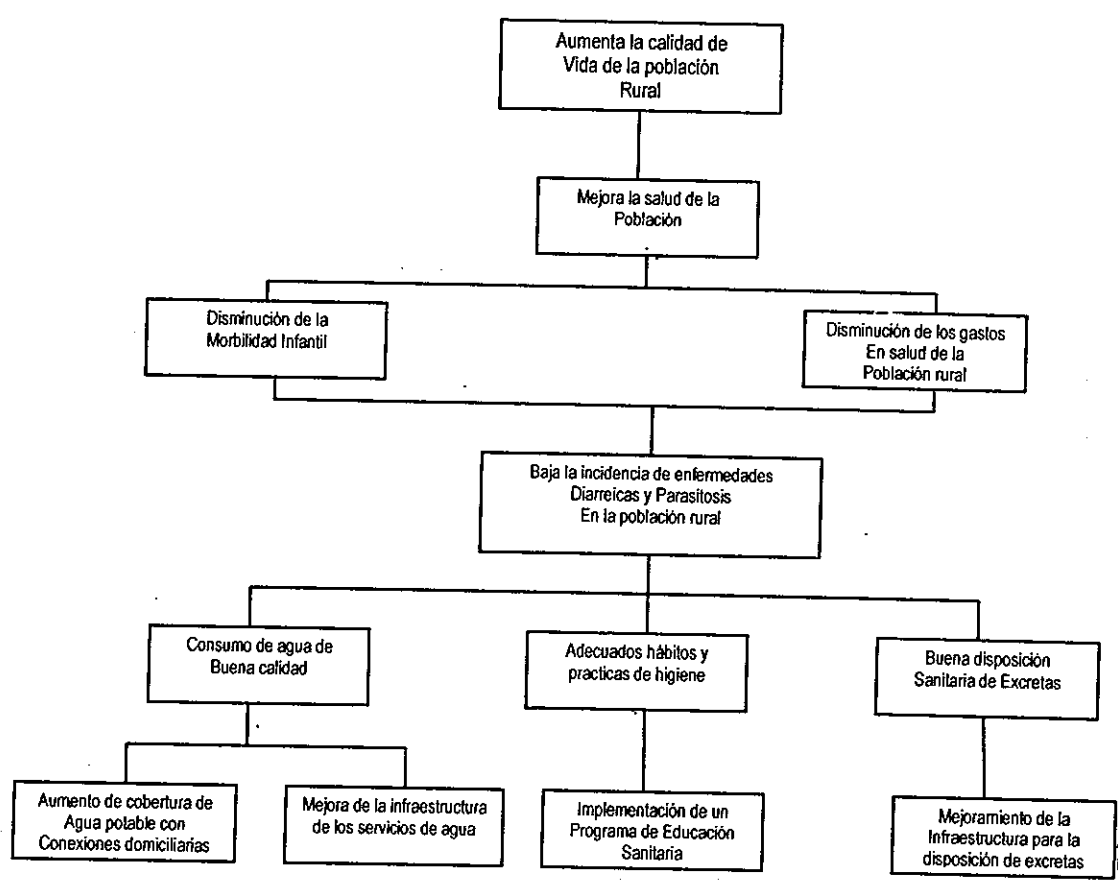 Aumenta la calidad de
Vida de la población
Rural
Mejora la salud de la
Población
Disminución de la
Morbilidad Infantil
Disminución de los gastos
En salud de la
Población rural
Baja la incidencia de enfermedades
Diarreicas y Parasitosis
En la población rural
Consumo de agua de
Buena calidad
Adecuados hábitos y
practicas de higiene
Buena disposición
Sanitaria de Excretas
Aumento de cobertura de
Agua potable con
Conexiones domiciliarias
Mejora de la infraestructura
de los servicios de agua
Implementación de un
Programa de Educación
Sanitaria
Mejoramiento de la
Infraestructura para la
disposición de excretas